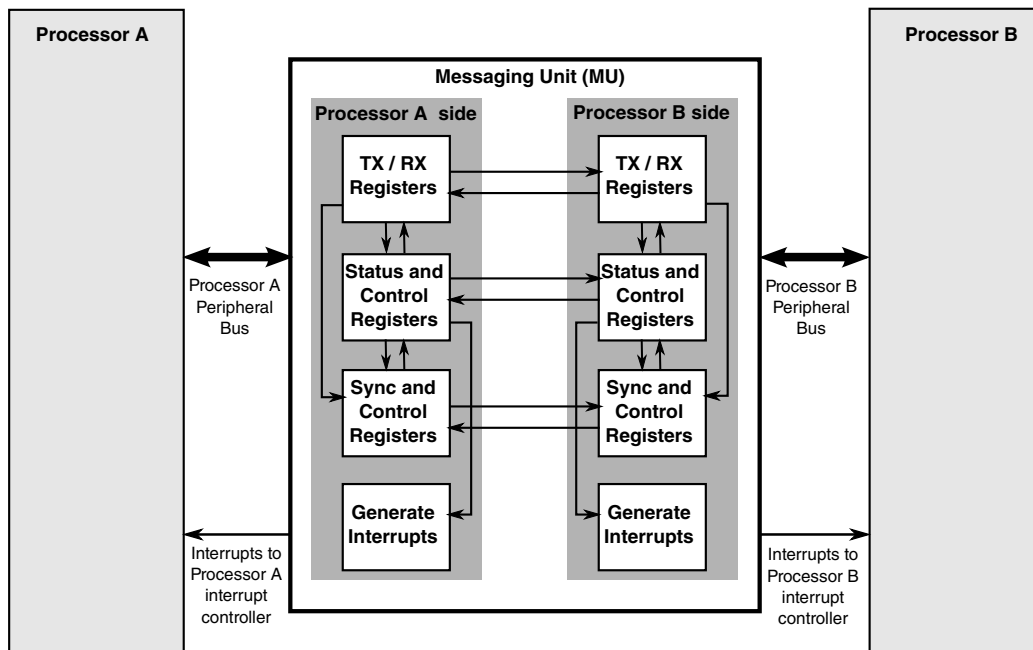 Processor A
Processor B
Messaging Unit (MU)
Processor A side
Processor B side
TX / RX
Registers
TX / RX
Registers
Status and
Control
Registers
Status and
Control
Registers
Processor A
Peripheral
Bus
Processor B
Peripheral
Bus
Sync and
Control
Registers
Sync and
Control
Registers
Generate
Interrupts
Generate
Interrupts
Interrupts to
Processor A
interrupt
controller
Interrupts to
Processor B
interrupt
controller